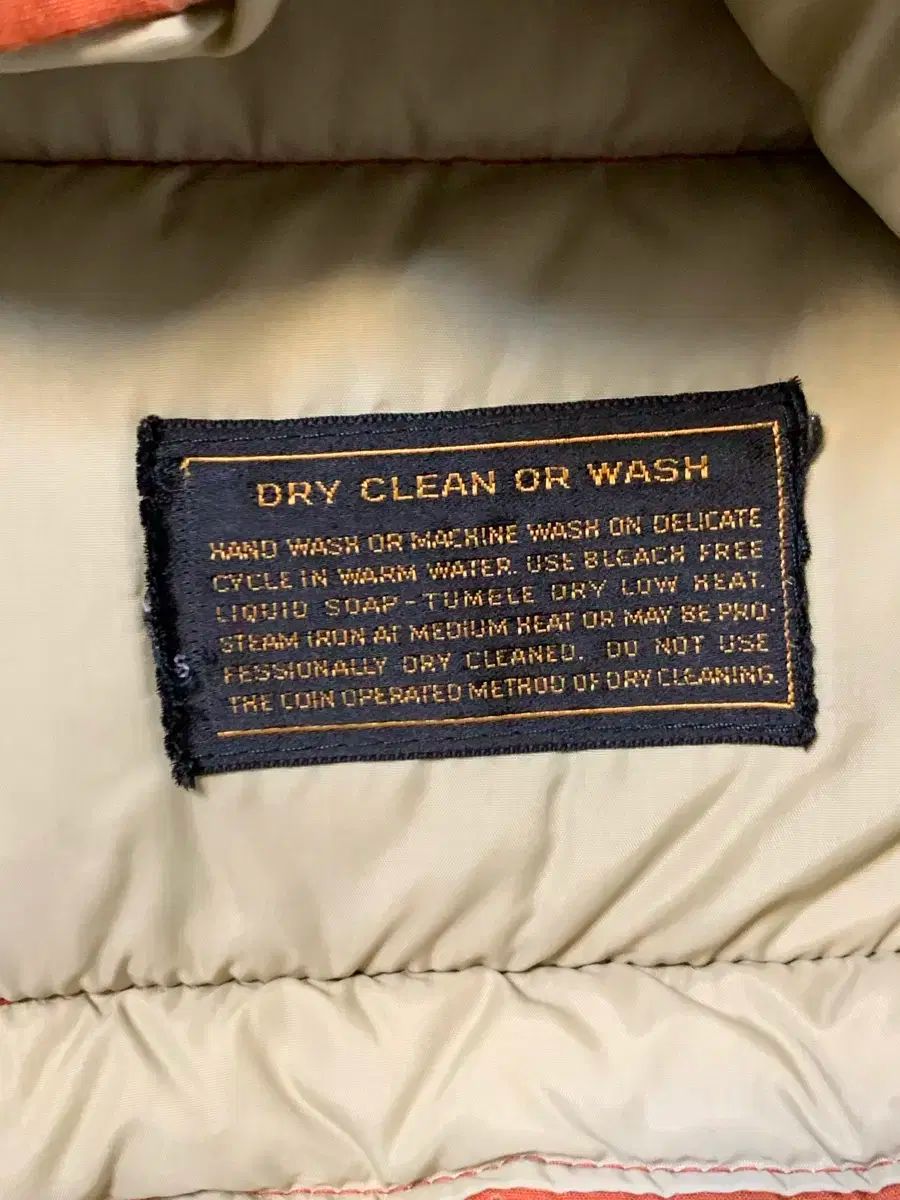 DRY CLEAN OR WASH
HAND WASH OR MACHINE WASH ON DELICATE
CYCLE IN WARM WATER. USE BLEACH FREE
LIQUID SOAP - TUMBLE DRY LOW HEAT.
STEAM IRON AT MEDIUM HEAT OR MAY BE PRO-
FESSIONALLY DRY CLEANED. DO NOT USE
THE COIN OPERATED METHOD OF DRY CLEANING.
S